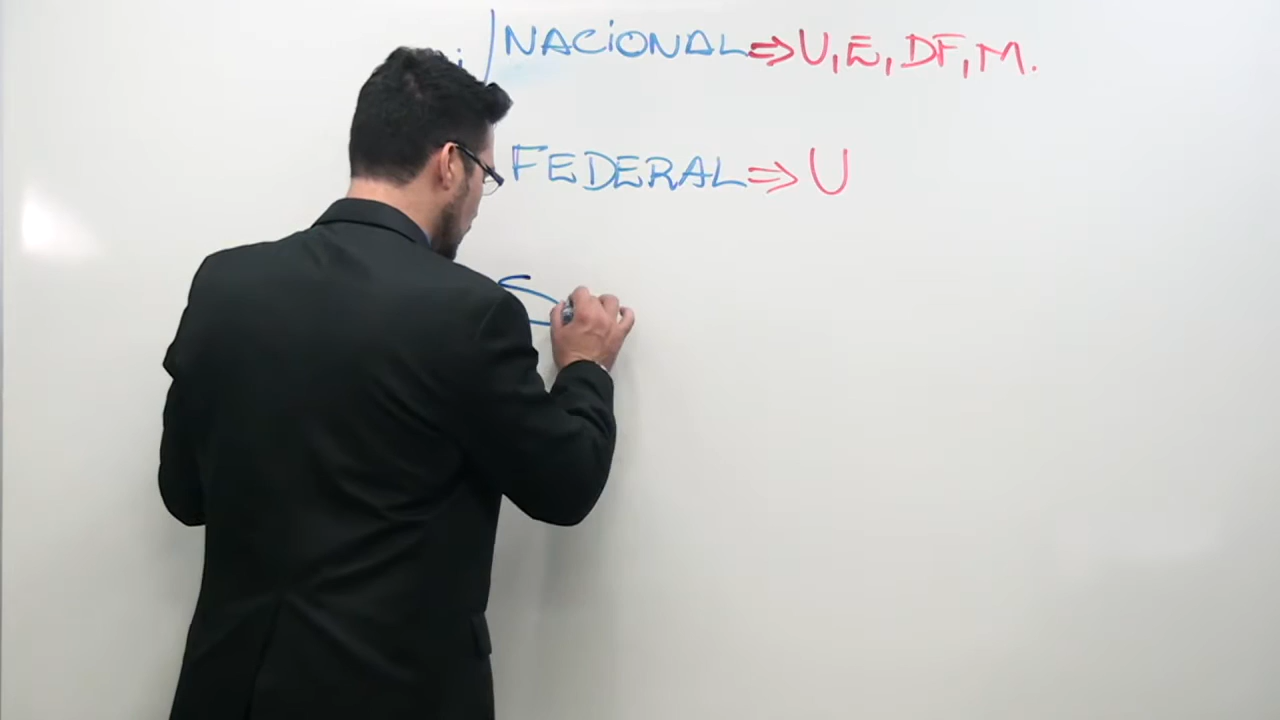 NACIONAL ⇒ U, E, DF, M.
FEDERAL ⇒ U